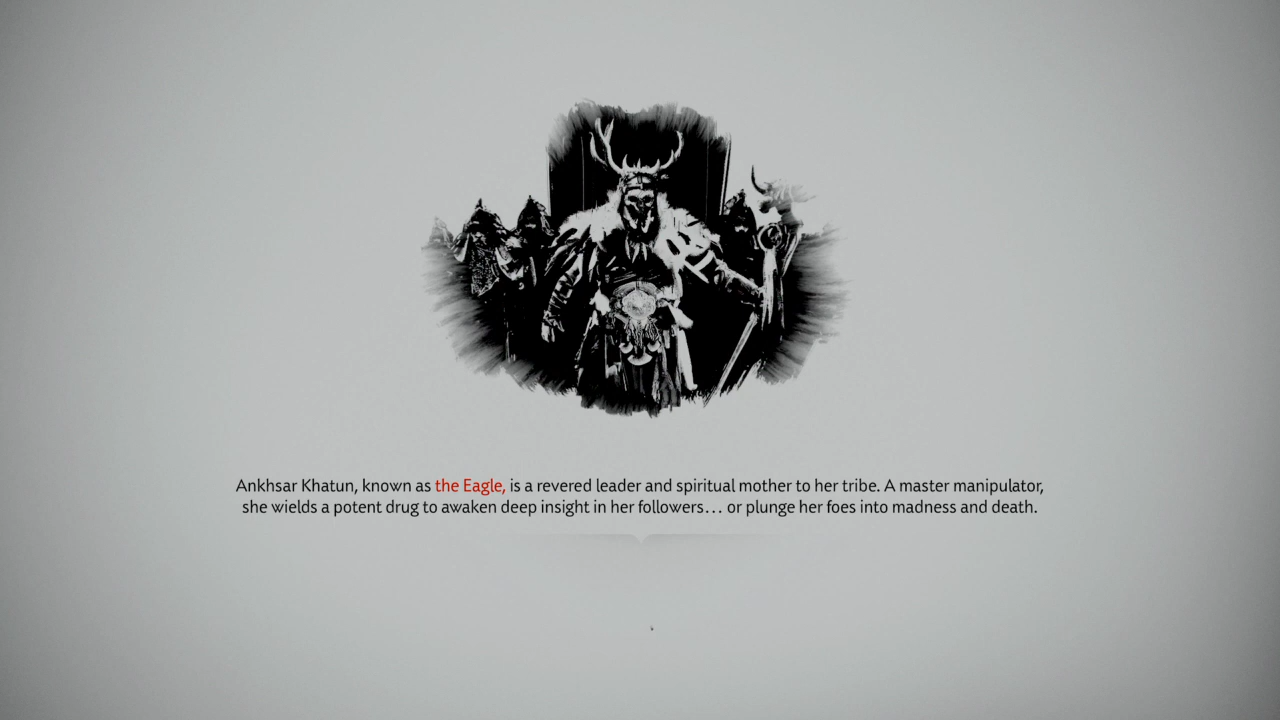 Ankhsar Khatun, known as the Eagle, is a revered leader and spiritual mother to her tribe. A master manipulator,
she wields a potent drug to awaken deep insight in her followers... or plunge her foes into madness and death.